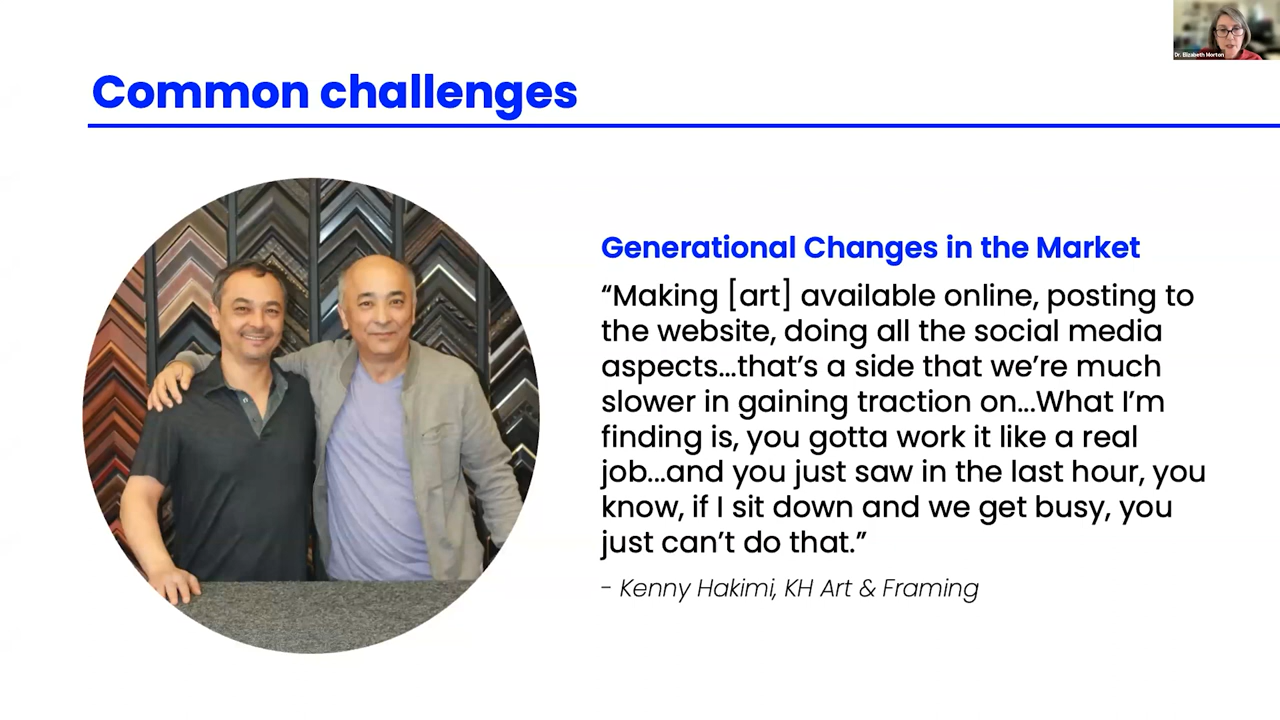 Dr. Elizabeth Morton
Common challenges
Generational Changes in the Market
“Making [art] available online, posting to
the website, doing all the social media
aspects...that’s a side that we’re much
slower in gaining traction on...What I’m
finding is, you gotta work it like a real
job...and you just saw in the last hour, you
know, if I sit down and we get busy, you
just can’t do that.”
- Kenny Hakimi, KH Art & Framing